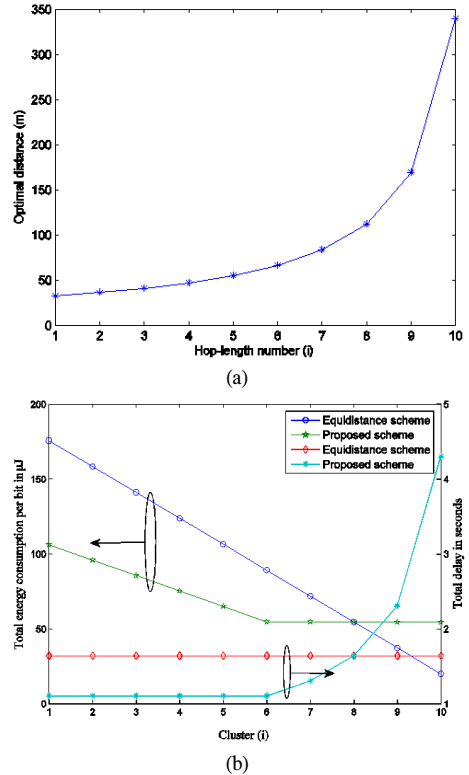 350
300
250
200
150
100
50
0
Optimal distance (m)
1 2 3 4 5 6 7 8 9 10
Hop-length number (i)
(a)
200
150
100
50
0
Total energy consumption per bit in µJ
Equidistance scheme
Proposed scheme
Equidistance scheme
Proposed scheme
5
4
3
2
1
Total delay in seconds
1 2 3 4 5 6 7 8 9 10
Cluster (i)
(b)